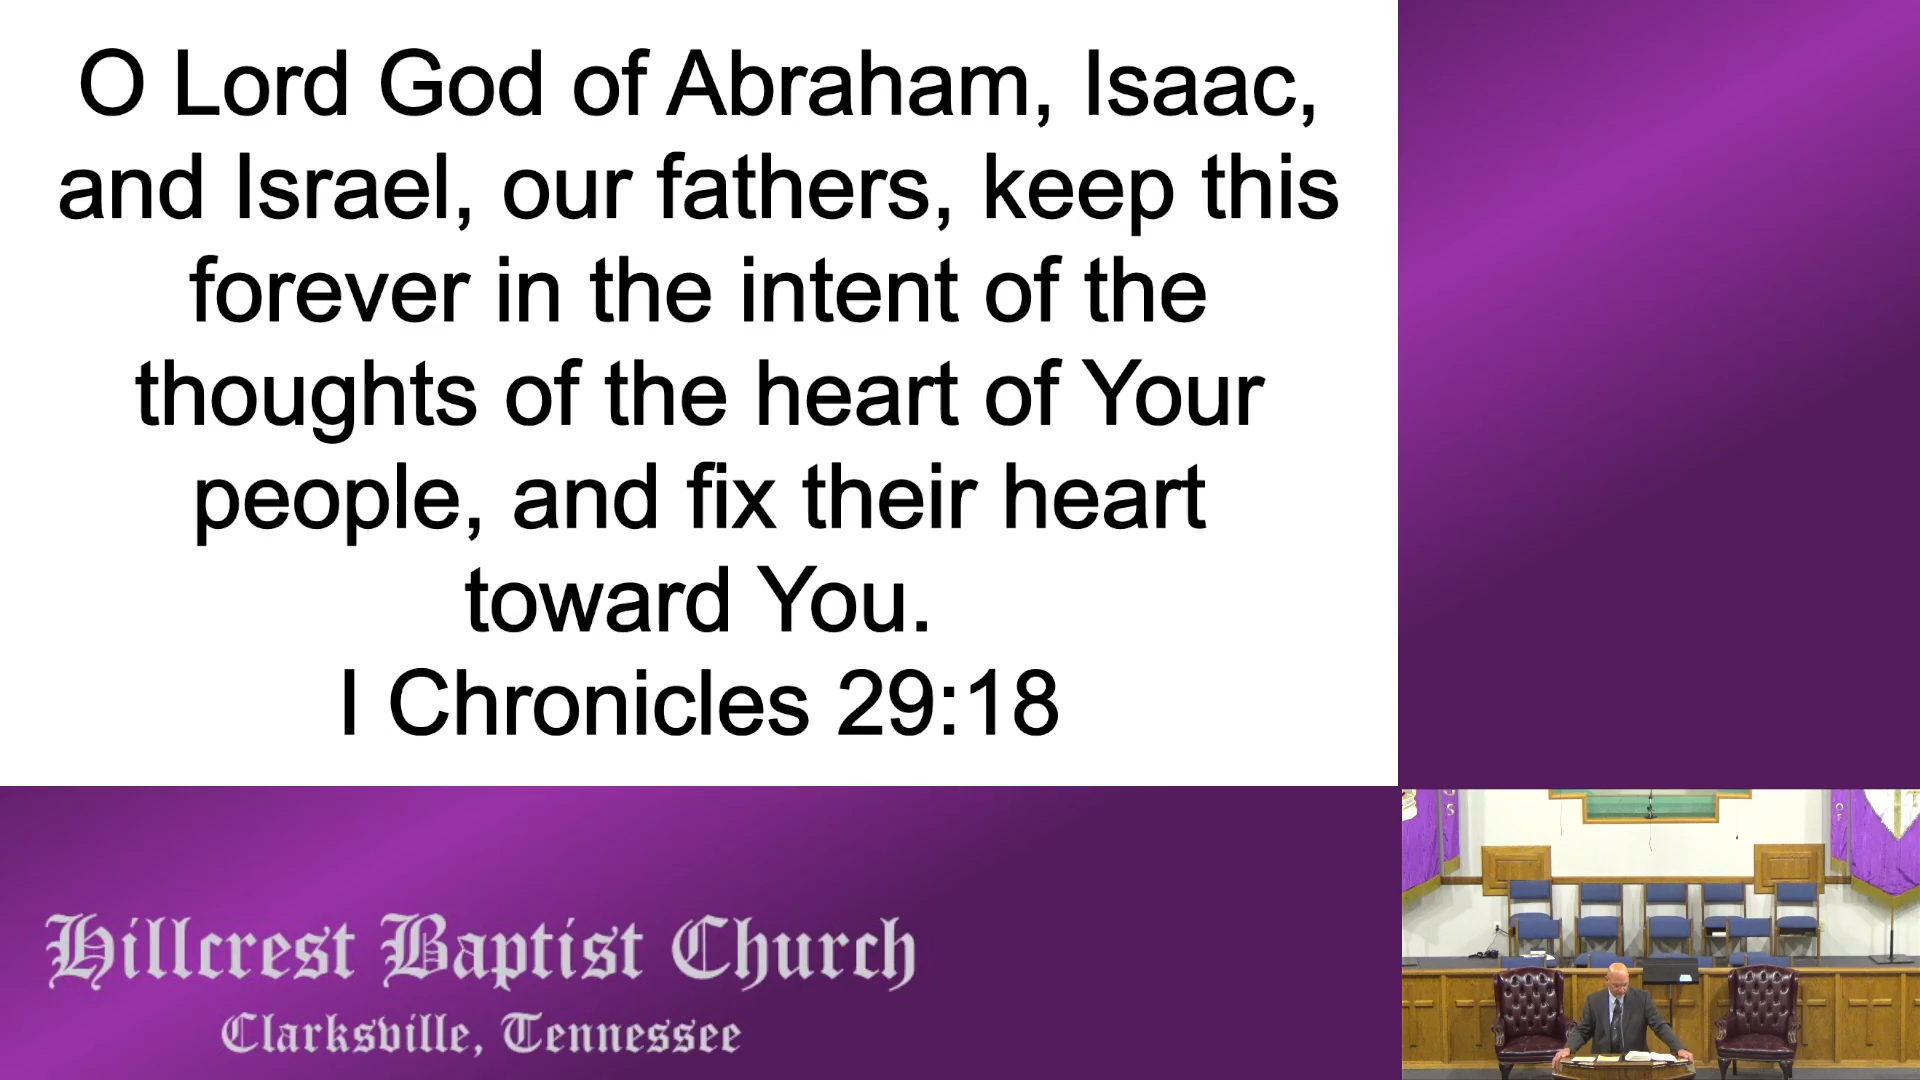 O Lord God of Abraham, Isaac,
and Israel, our fathers, keep this
forever in the intent of the
thoughts of the heart of Your
people, and fix their heart
toward You.
I Chronicles 29:18
Hillcrest Baptist Church
Clarksville, Tennessee